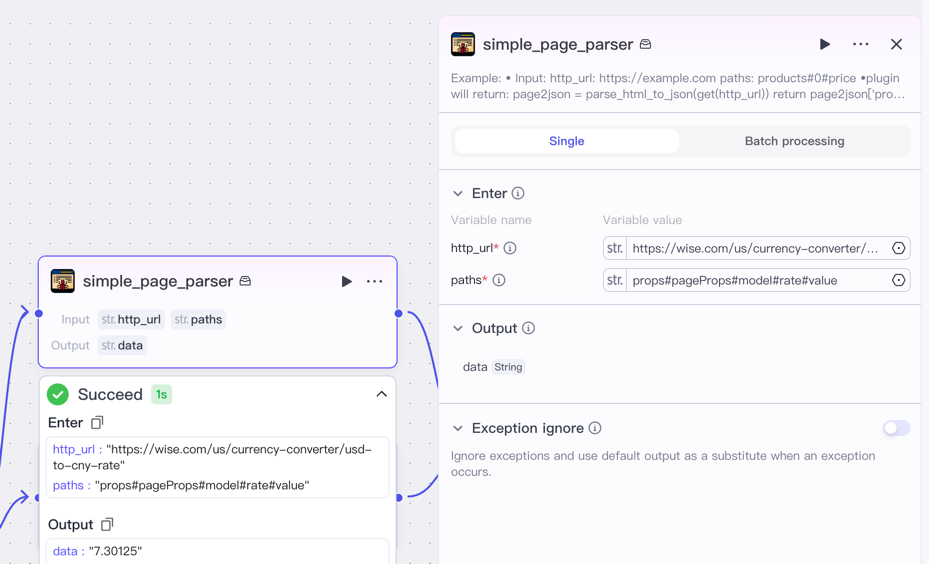 simple_page_parser
Example: • Input: http_url: https://example.com paths: products#0#price •plugin
will return: page2json = parse_html_to_json(get(http_url)) return page2json['pro...
Single
Batch processing
Enter
Variable name Variable value
http_url* str. https://wise.com/us/currency-converter/...
paths* str. props#pageProps#model#rate#value
Output
data String
Exception ignore
Ignore exceptions and use default output as a substitute when an exception
occurs.
simple_page_parser
Input str. http_url str. paths
Output str. data
Succeed 1s
Enter
http_url : "https://wise.com/us/currency-converter/usd-
to-cny-rate"
paths : "props#pageProps#model#rate#value"
Output
data : "7.30125"